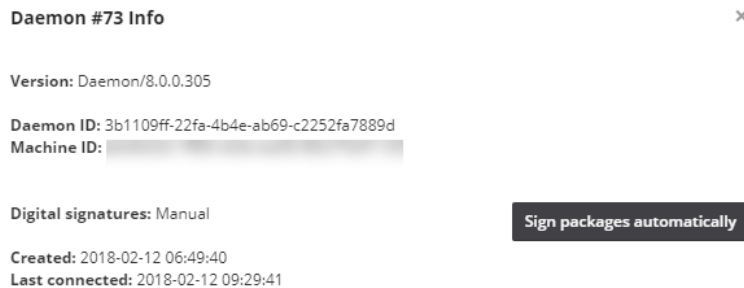 Daemon #73 Info
×
Version: Daemon/8.0.0.305
Daemon ID: 3b1109ff-22fa-4b4e-ab69-c2252fa7889d
Machine ID:
Digital signatures: Manual
Sign packages automatically
Created: 2018-02-12 06:49:40
Last connected: 2018-02-12 09:29:41